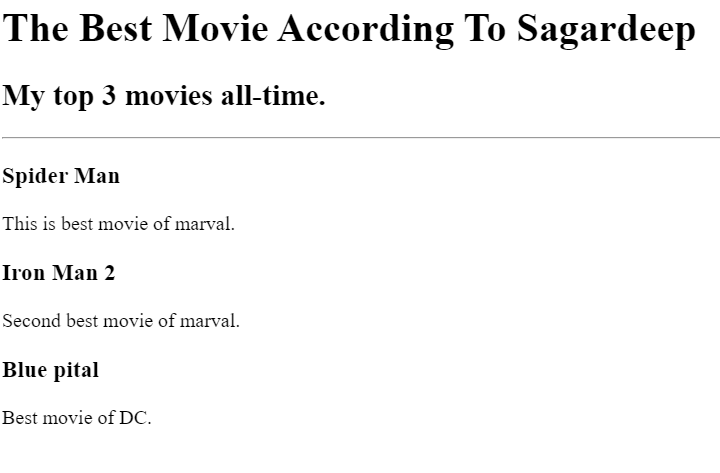 The Best Movie According To Sagardeep
My top 3 movies all-time.
Spider Man
This is best movie of marval.
Iron Man 2
Second best movie of marval.
Blue pital
Best movie of DC.